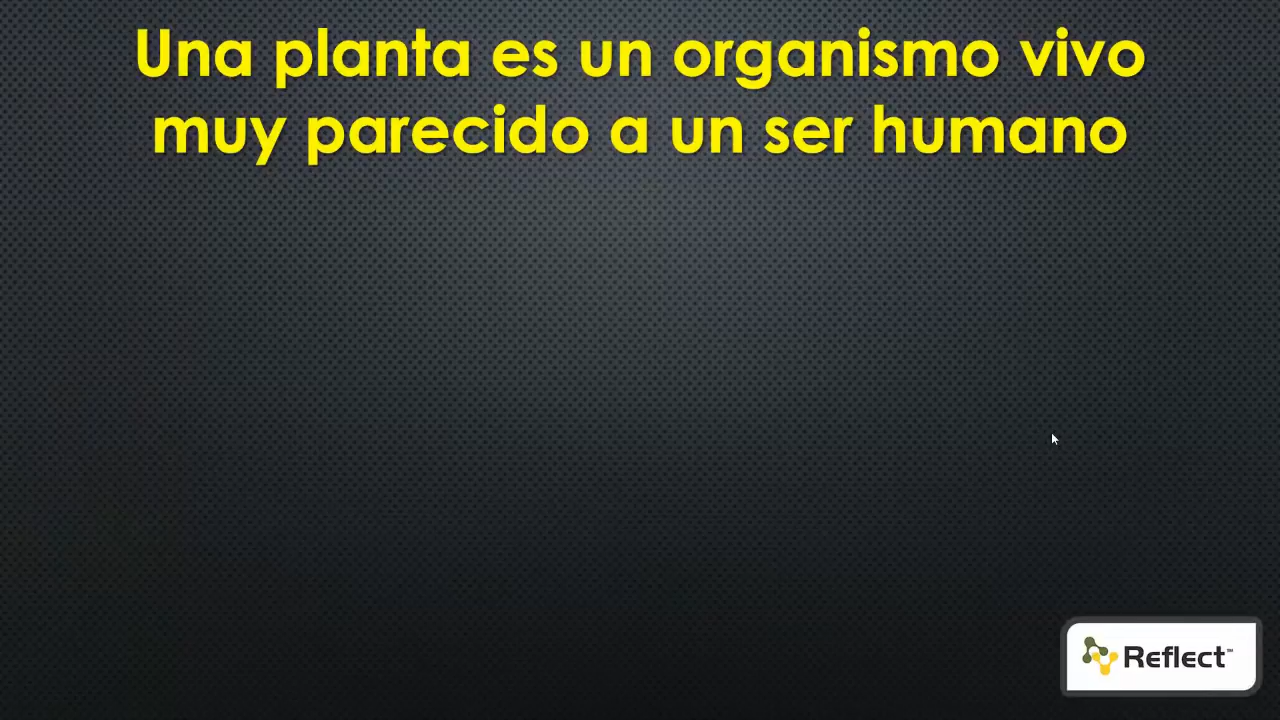 Una planta es un organismo vivo
muy parecido a un ser humano
Reflect™